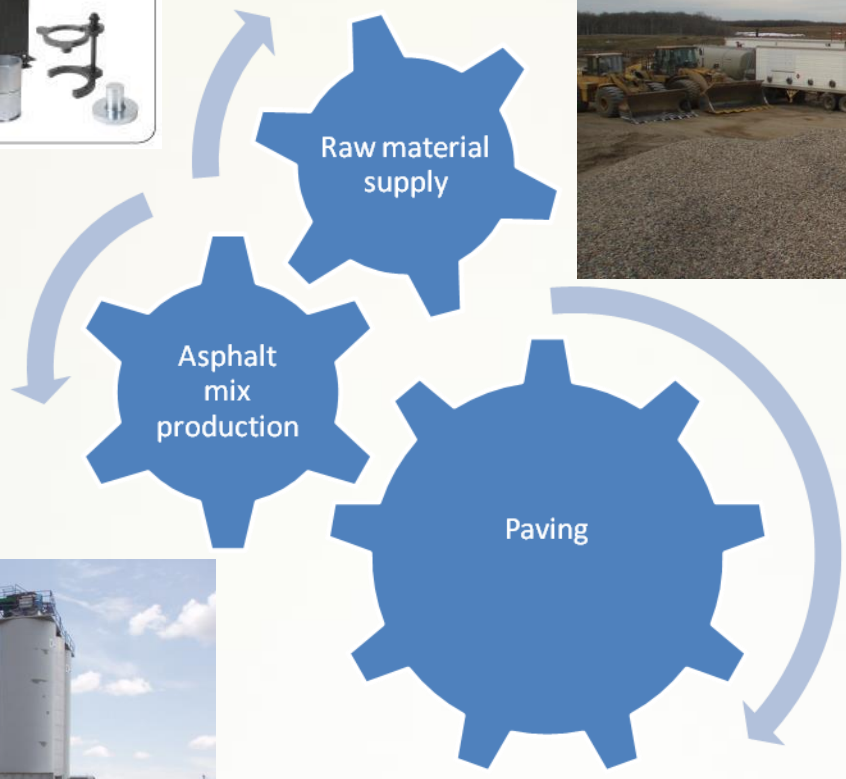 Raw material
supply
Asphalt
mix
production
Paving